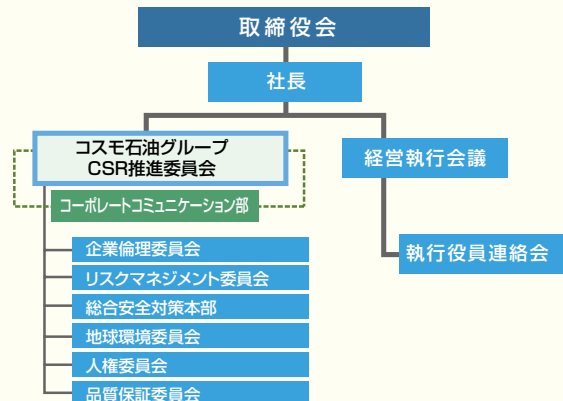 取締役会
社長
コスモ石油グループ
CSR推進委員会
経営執行会議
コーポレートコミュニケーション部
執行役員連絡会
企業倫理委員会
リスクマネジメント委員会
総合安全対策本部
地球環境委員会
人権委員会
品質保証委員会